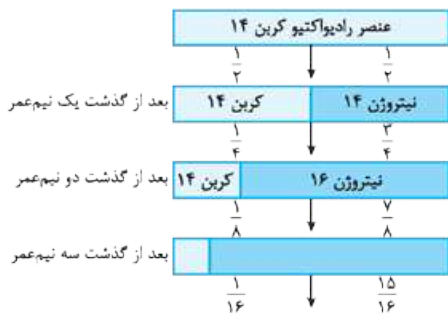 عنصر رادیواکتیو کربن ۱۴
۱/۲ ۱/۲
بعد از گذشت یک نیم‌عمر کربن ۱۴ نیتروژن ۱۴
۱/۴ ۳/۴
بعد از گذشت دو نیم‌عمر کربن ۱۴ نیتروژن ۱۶
۱/۸ ۷/۸
بعد از گذشت سه نیم‌عمر
۱/۱۶ ۱۵/۱۶